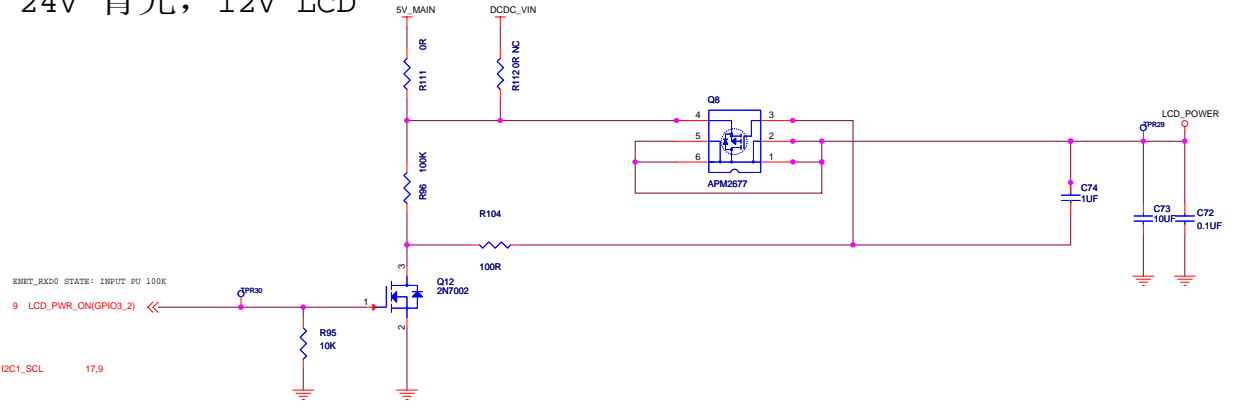 24V 背光，12V LCD
5V_MAIN
DCDC_VIN
R111 0R
R112 0R NC
Q8
4
3
5
2
6
1
APM2677
LCD_POWER
TPR29
R96 100K
C74
1UF
C73
10UF
C72
0.1UF
R104
100R
3
Q12
2N7002
ENET_RXD0 STATE: INPUT PU 100K
TPR30
9 LCD_PWR_ON(GPIO3_2)
1
2
R95
10K
I2C1_SCL 17,9